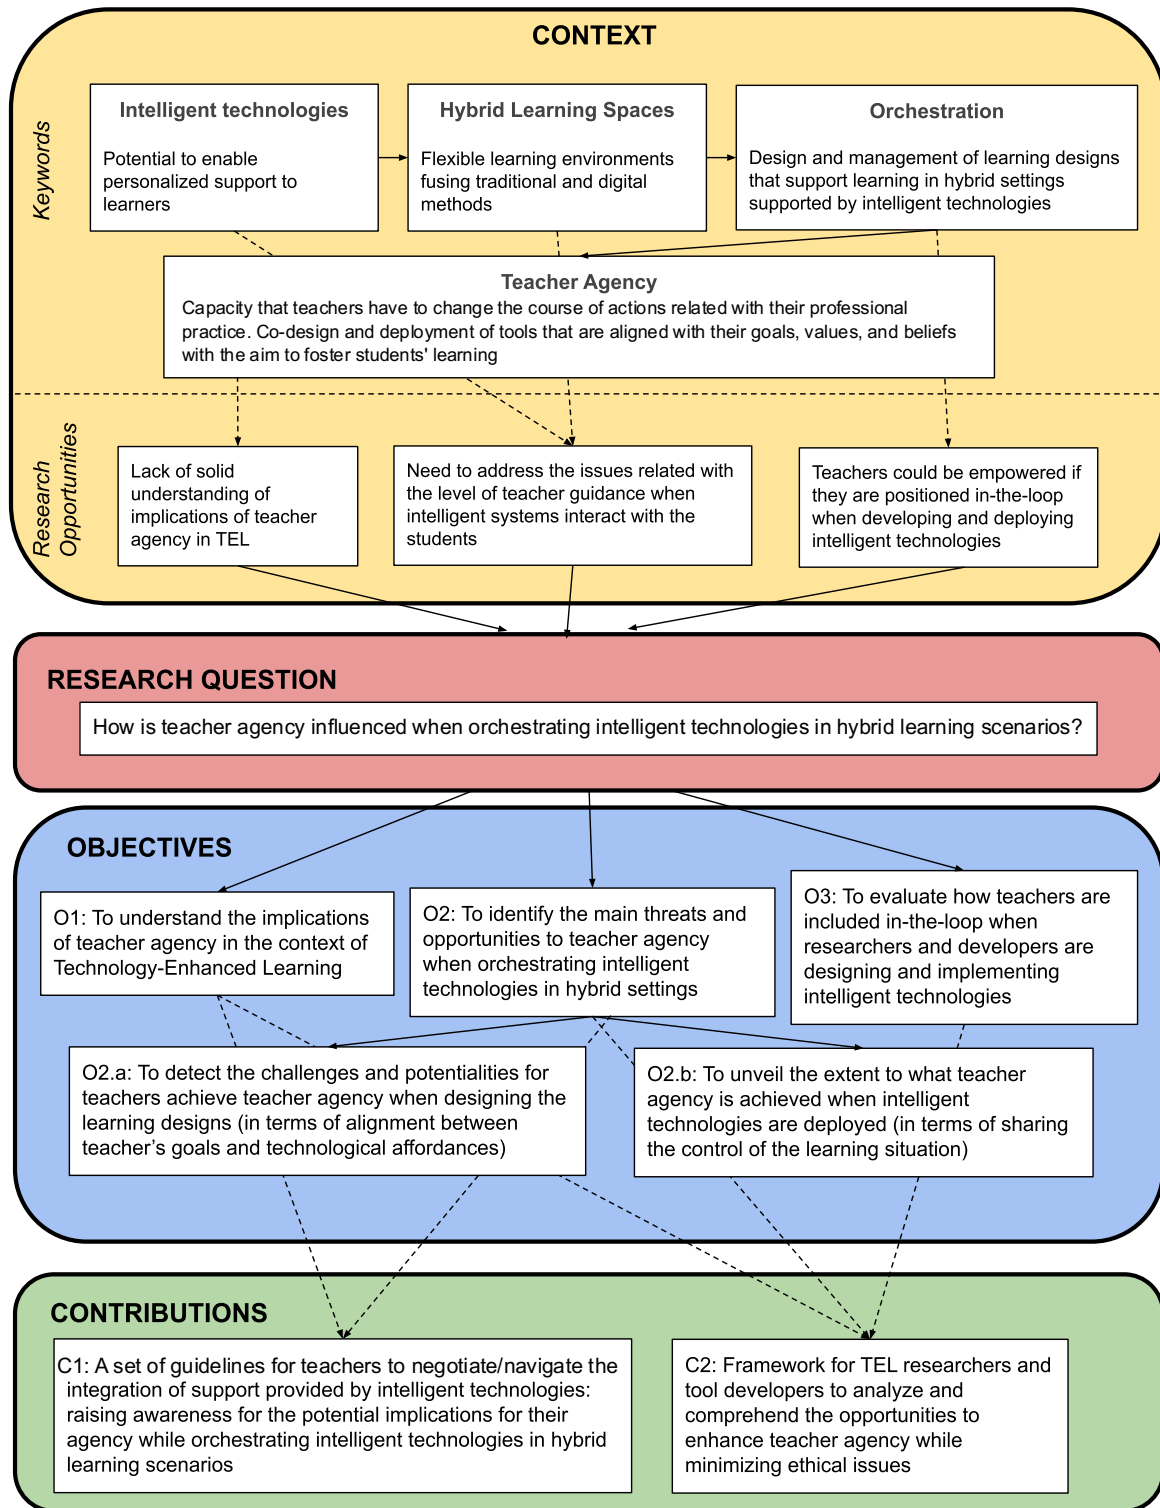 CONTEXT
Keywords
Intelligent technologies
Potential to enable
personalized support to
learners
Hybrid Learning Spaces
Flexible learning environments
fusing traditional and digital
methods
Orchestration
Design and management of learning designs
that support learning in hybrid settings
supported by intelligent technologies
Teacher Agency
Capacity that teachers have to change the course of actions related with their professional
practice. Co-design and deployment of tools that are aligned with their goals, values, and beliefs
with the aim to foster students' learning
Research
Opportunities
Lack of solid
understanding of
implications of teacher
agency in TEL
Need to address the issues related with
the level of teacher guidance when
intelligent systems interact with the
students
Teachers could be empowered if
they are positioned in-the-loop
when developing and deploying
intelligent technologies
RESEARCH QUESTION
How is teacher agency influenced when orchestrating intelligent technologies in hybrid learning scenarios?
OBJECTIVES
O1: To understand the implications
of teacher agency in the context of
Technology-Enhanced Learning
O2: To identify the main threats and
opportunities to teacher agency
when orchestrating intelligent
technologies in hybrid settings
O3: To evaluate how teachers are
included in-the-loop when
researchers and developers are
designing and implementing
intelligent technologies
O2.a: To detect the challenges and potentialities for
teachers achieve teacher agency when designing the
learning designs (in terms of alignment between
teacher’s goals and technological affordances)
O2.b: To unveil the extent to what teacher
agency is achieved when intelligent
technologies are deployed (in terms of sharing
the control of the learning situation)
CONTRIBUTIONS
C1: A set of guidelines for teachers to negotiate/navigate the
integration of support provided by intelligent technologies:
raising awareness for the potential implications for their
agency while orchestrating intelligent technologies in hybrid
learning scenarios
C2: Framework for TEL researchers and
tool developers to analyze and
comprehend the opportunities to
enhance teacher agency while
minimizing ethical issues